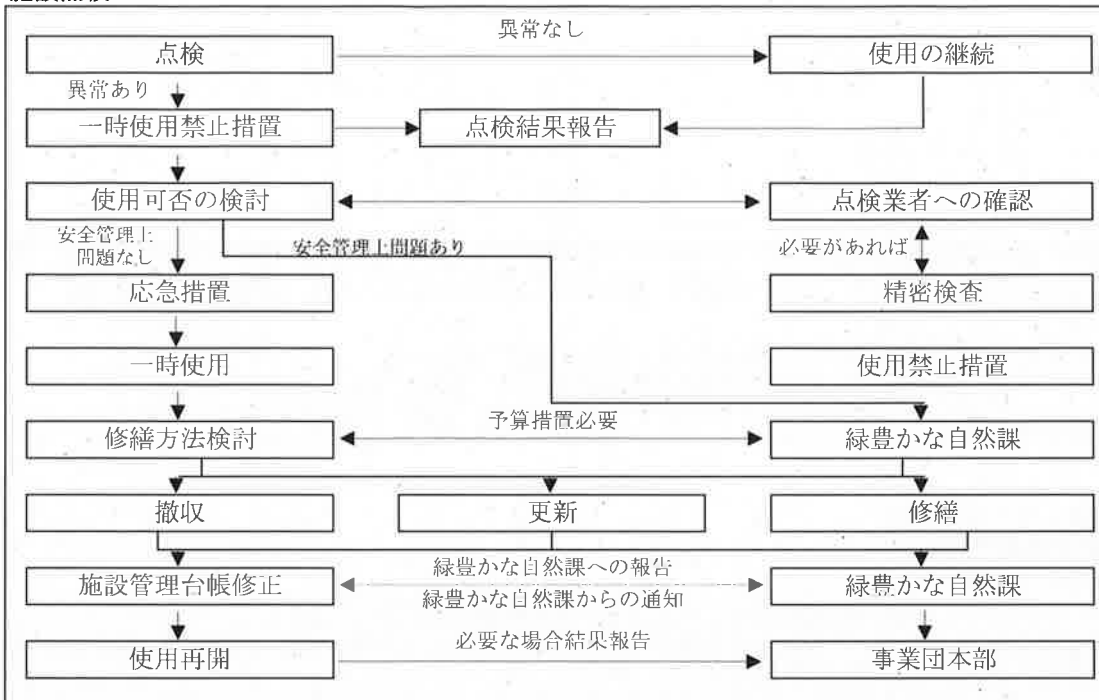 異常なし
点検
使用の継続
異常あり
一時使用禁止措置
点検結果報告
使用可否の検討
点検業者への確認
安全管理上
問題なし
安全管理上問題あり
必要があれば
応急措置
精密検査
一時使用
使用禁止措置
予算措置必要
修繕方法検討
緑豊かな自然課
撤収
更新
修繕
緑豊かな自然課への報告
施設管理台帳修正
緑豊かな自然課
緑豊かな自然課からの通知
必要な場合結果報告
使用再開
事業団本部